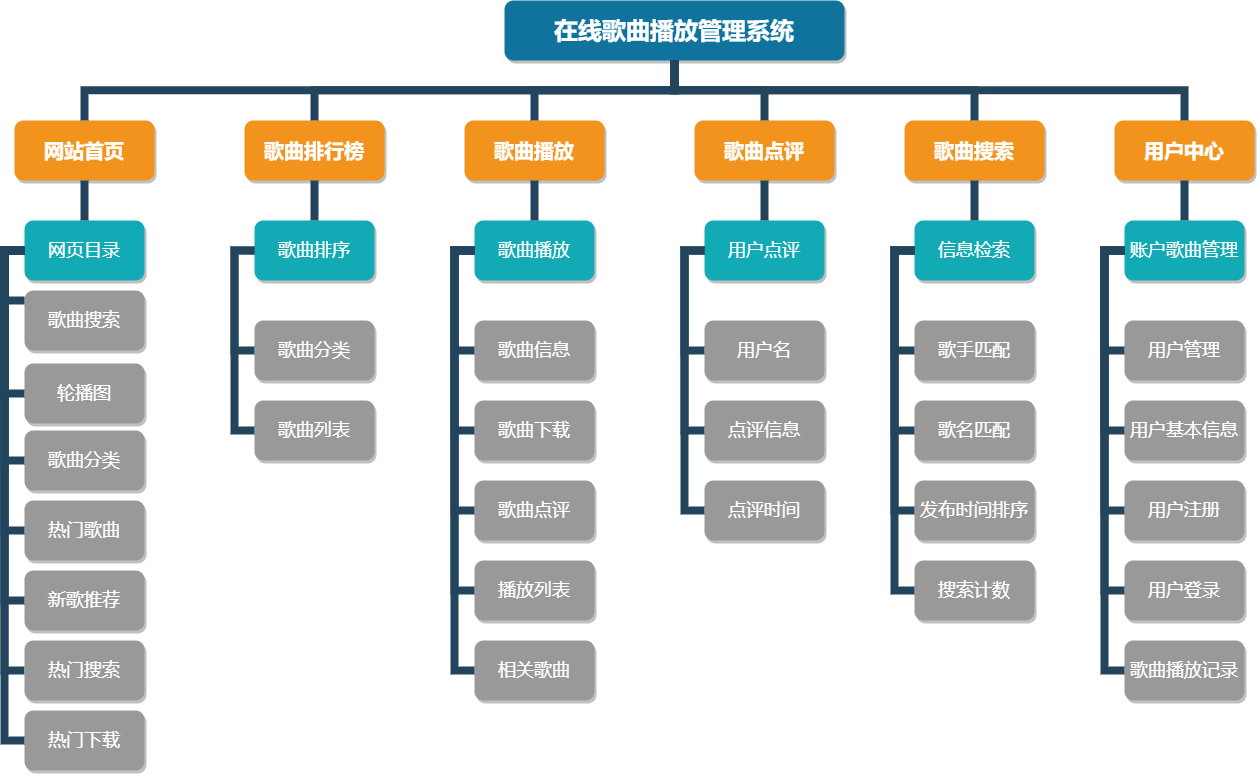 在线歌曲播放管理系统
网站首页
歌曲排行榜
歌曲播放
歌曲点评
歌曲搜索
用户中心
网页目录
歌曲搜索
轮播图
歌曲分类
热门歌曲
新歌推荐
热门搜索
热门下载
歌曲排序
歌曲分类
歌曲列表
歌曲播放
歌曲信息
歌曲下载
歌曲点评
播放列表
相关歌曲
用户点评
用户名
点评信息
点评时间
信息检索
歌手匹配
歌名匹配
发布时间排序
搜索计数
账户歌曲管理
用户管理
用户基本信息
用户注册
用户登录
歌曲播放记录